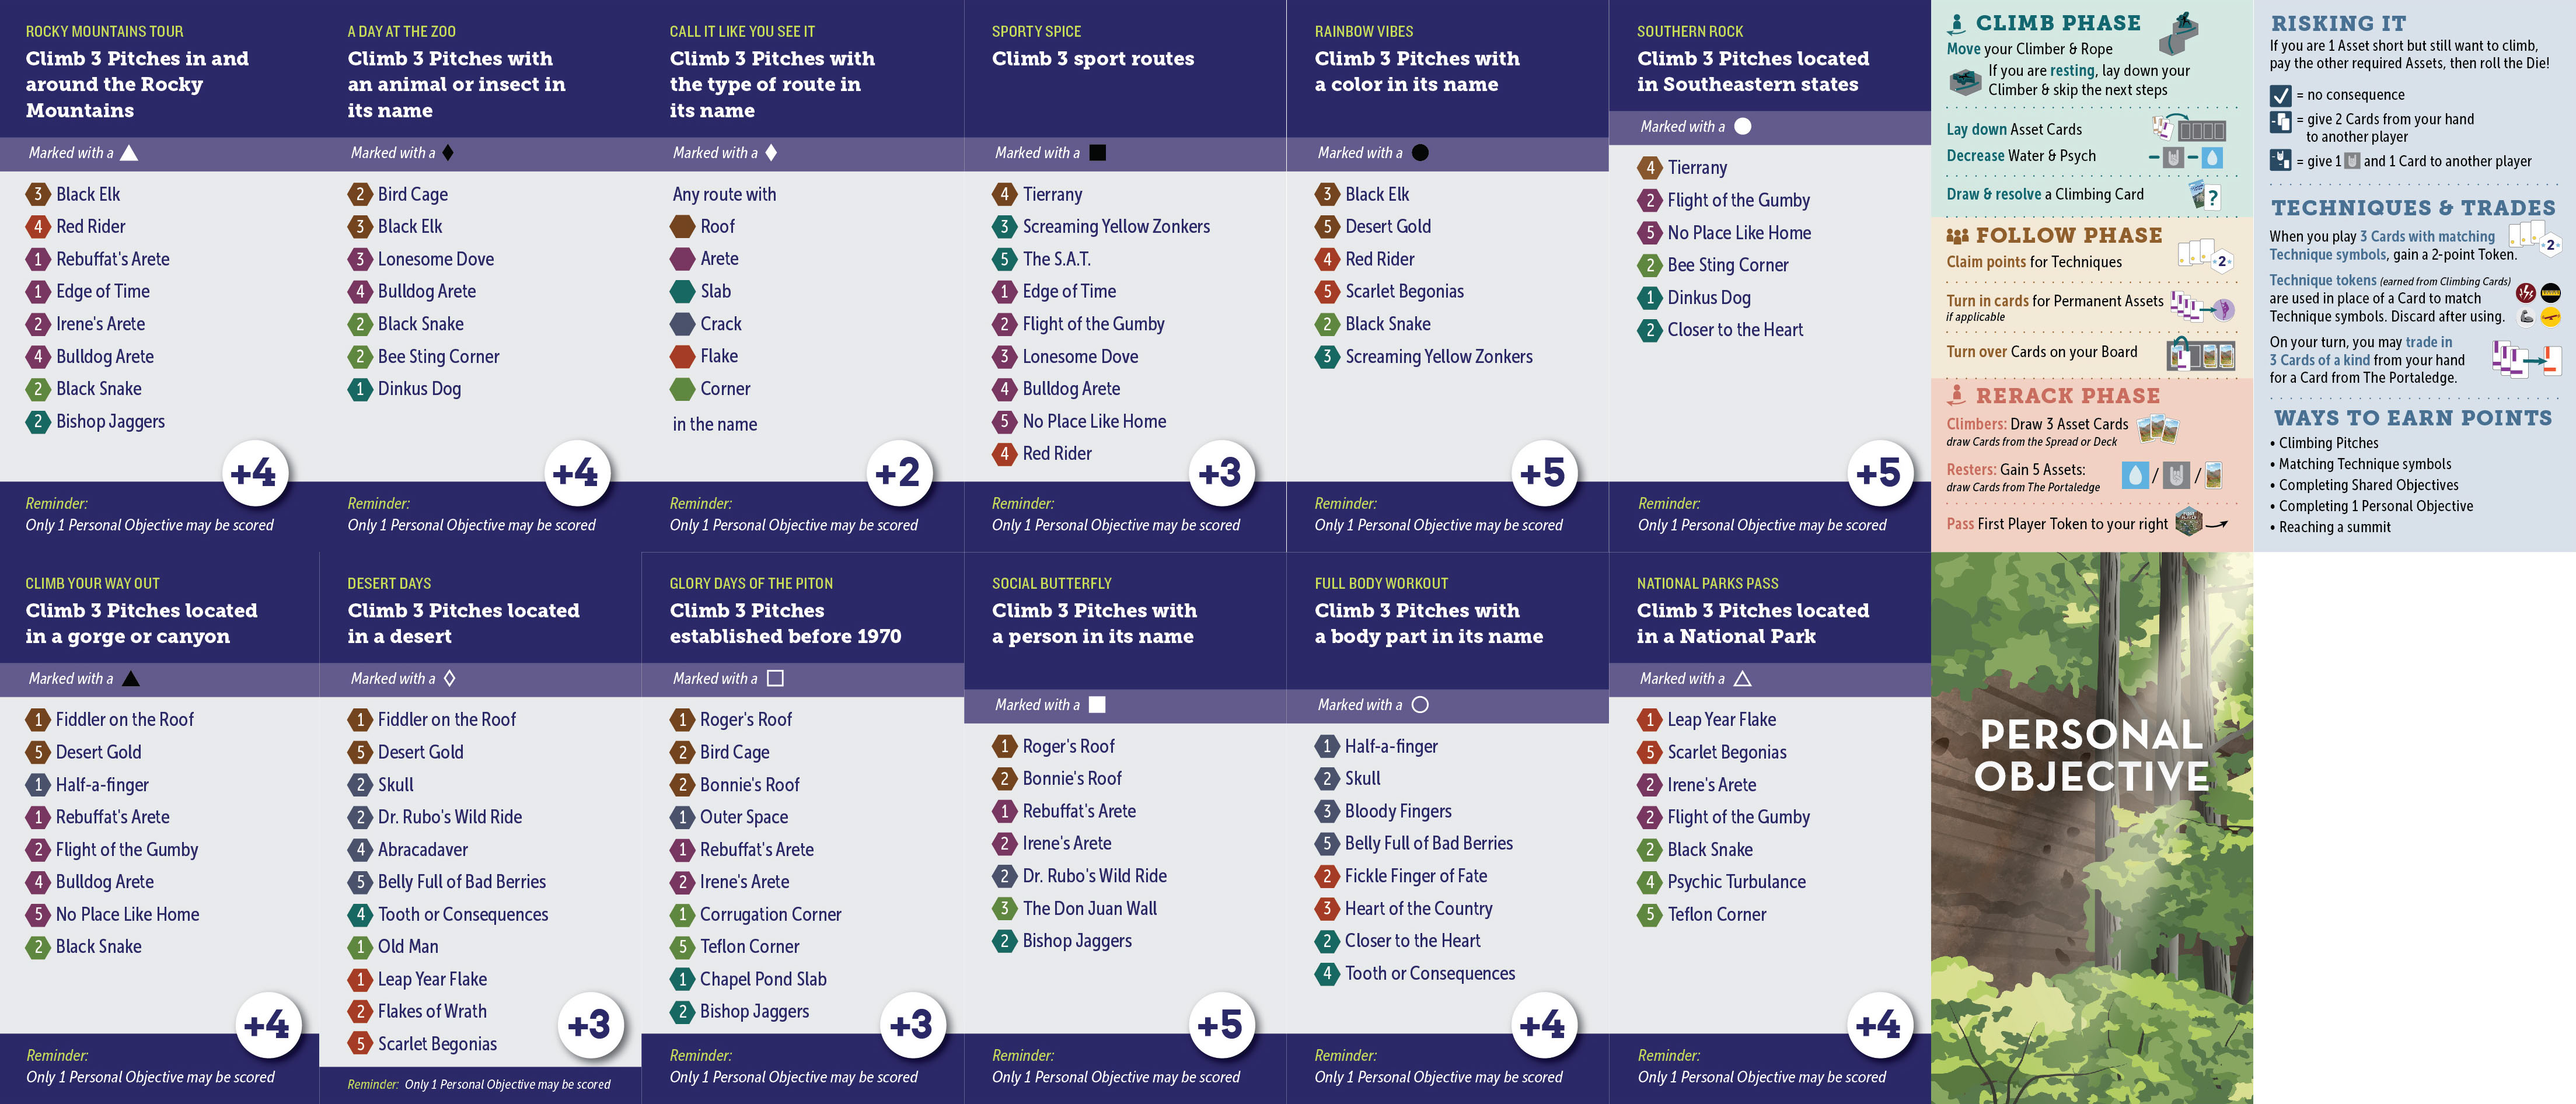 ROCKY MOUNTAINS TOUR
Climb 3 Pitches in and
around the Rocky
Mountains
Marked with a
3 Black Elk
4 Red Rider
1 Rebuffat's Arete
1 Edge of Time
2 Irene's Arete
4 Bulldog Arete
2 Black Snake
2 Bishop Jaggers
+4
Reminder:
Only 1 Personal Objective may be scored
A DAY AT THE ZOO
Climb 3 Pitches with
an animal or insect in
its name
Marked with a
2 Bird Cage
3 Black Elk
3 Lonesome Dove
4 Bulldog Arete
2 Black Snake
2 Bee Sting Corner
1 Dinkus Dog
+4
Reminder:
Only 1 Personal Objective may be scored
CALL IT LIKE YOU SEE IT
Climb 3 Pitches with
the type of route in
its name
Marked with a
Any route with
Roof
Arete
Slab
Crack
Flake
Corner
in the name
+2
Reminder:
Only 1 Personal Objective may be scored
SPORTY SPICE
Climb 3 sport routes
Marked with a
4 Tierrany
3 Screaming Yellow Zonkers
5 The S.A.T.
1 Edge of Time
2 Flight of the Gumby
3 Lonesome Dove
4 Bulldog Arete
5 No Place Like Home
4 Red Rider
+3
Reminder:
Only 1 Personal Objective may be scored
RAINBOW VIBES
Climb 3 Pitches with
a color in its name
Marked with a
3 Black Elk
5 Desert Gold
4 Red Rider
5 Scarlet Begonias
2 Black Snake
3 Screaming Yellow Zonkers
+5
Reminder:
Only 1 Personal Objective may be scored
SOUTHERN ROCK
Climb 3 Pitches located
in Southeastern states
Marked with a
4 Tierrany
2 Flight of the Gumby
5 No Place Like Home
2 Bee Sting Corner
1 Dinkus Dog
2 Closer to the Heart
+5
Reminder:
Only 1 Personal Objective may be scored
CLIMB PHASE
Move your Climber & Rope
If you are resting, lay down your
Climber & skip the next steps
Lay down Asset Cards
Decrease Water & Psych
Draw & resolve a Climbing Card
?
FOLLOW PHASE
Claim points for Techniques
2
Turn in cards for Permanent Assets
if applicable
Turn over Cards on your Board
RERACK PHASE
Climbers: Draw 3 Asset Cards
draw Cards from the Spread or Deck
Resters: Gain 5 Assets:
draw Cards from The Portaledge
/ /
Pass First Player Token to your right
RISKING IT
If you are 1 Asset short but still want to climb,
pay the other required Assets, then roll the Die!
= no consequence
= give 2 Cards from your hand
to another player
= give 1 and 1 Card to another player
TECHNIQUES & TRADES
When you play 3 Cards with matching
Technique symbols, gain a 2-point Token.
2
Technique tokens (earned from Climbing Cards)
are used in place of a Card to match
Technique symbols. Discard after using.
On your turn, you may trade in
3 Cards of a kind from your hand
for a Card from The Portaledge.
WAYS TO EARN POINTS
• Climbing Pitches
• Matching Technique symbols
• Completing Shared Objectives
• Completing 1 Personal Objective
• Reaching a summit
CLIMB YOUR WAY OUT
Climb 3 Pitches located
in a gorge or canyon
Marked with a
1 Fiddler on the Roof
5 Desert Gold
1 Half-a-finger
1 Rebuffat's Arete
2 Flight of the Gumby
4 Bulldog Arete
5 No Place Like Home
2 Black Snake
+4
Reminder:
Only 1 Personal Objective may be scored
DESERT DAYS
Climb 3 Pitches located
in a desert
Marked with a
1 Fiddler on the Roof
5 Desert Gold
2 Skull
2 Dr. Rubo's Wild Ride
4 Abracadaver
5 Belly Full of Bad Berries
4 Tooth or Consequences
1 Old Man
1 Leap Year Flake
2 Flakes of Wrath
5 Scarlet Begonias
+3
Reminder: Only 1 Personal Objective may be scored
GLORY DAYS OF THE PITON
Climb 3 Pitches
established before 1970
Marked with a
1 Roger's Roof
2 Bird Cage
2 Bonnie's Roof
1 Outer Space
1 Rebuffat's Arete
2 Irene's Arete
1 Corrugation Corner
5 Teflon Corner
1 Chapel Pond Slab
2 Bishop Jaggers
+3
Reminder:
Only 1 Personal Objective may be scored
SOCIAL BUTTERFLY
Climb 3 Pitches with
a person in its name
Marked with a
1 Roger's Roof
2 Bonnie's Roof
1 Rebuffat's Arete
2 Irene's Arete
2 Dr. Rubo's Wild Ride
3 The Don Juan Wall
2 Bishop Jaggers
+5
Reminder:
Only 1 Personal Objective may be scored
FULL BODY WORKOUT
Climb 3 Pitches with
a body part in its name
Marked with a
1 Half-a-finger
2 Skull
3 Bloody Fingers
5 Belly Full of Bad Berries
2 Fickle Finger of Fate
3 Heart of the Country
2 Closer to the Heart
4 Tooth or Consequences
+4
Reminder:
Only 1 Personal Objective may be scored
NATIONAL PARKS PASS
Climb 3 Pitches located
in a National Park
Marked with a
1 Leap Year Flake
5 Scarlet Begonias
2 Irene's Arete
2 Flight of the Gumby
2 Black Snake
4 Psychic Turbulance
5 Teflon Corner
+4
Reminder:
Only 1 Personal Objective may be scored
PERSONAL
OBJECTIVE